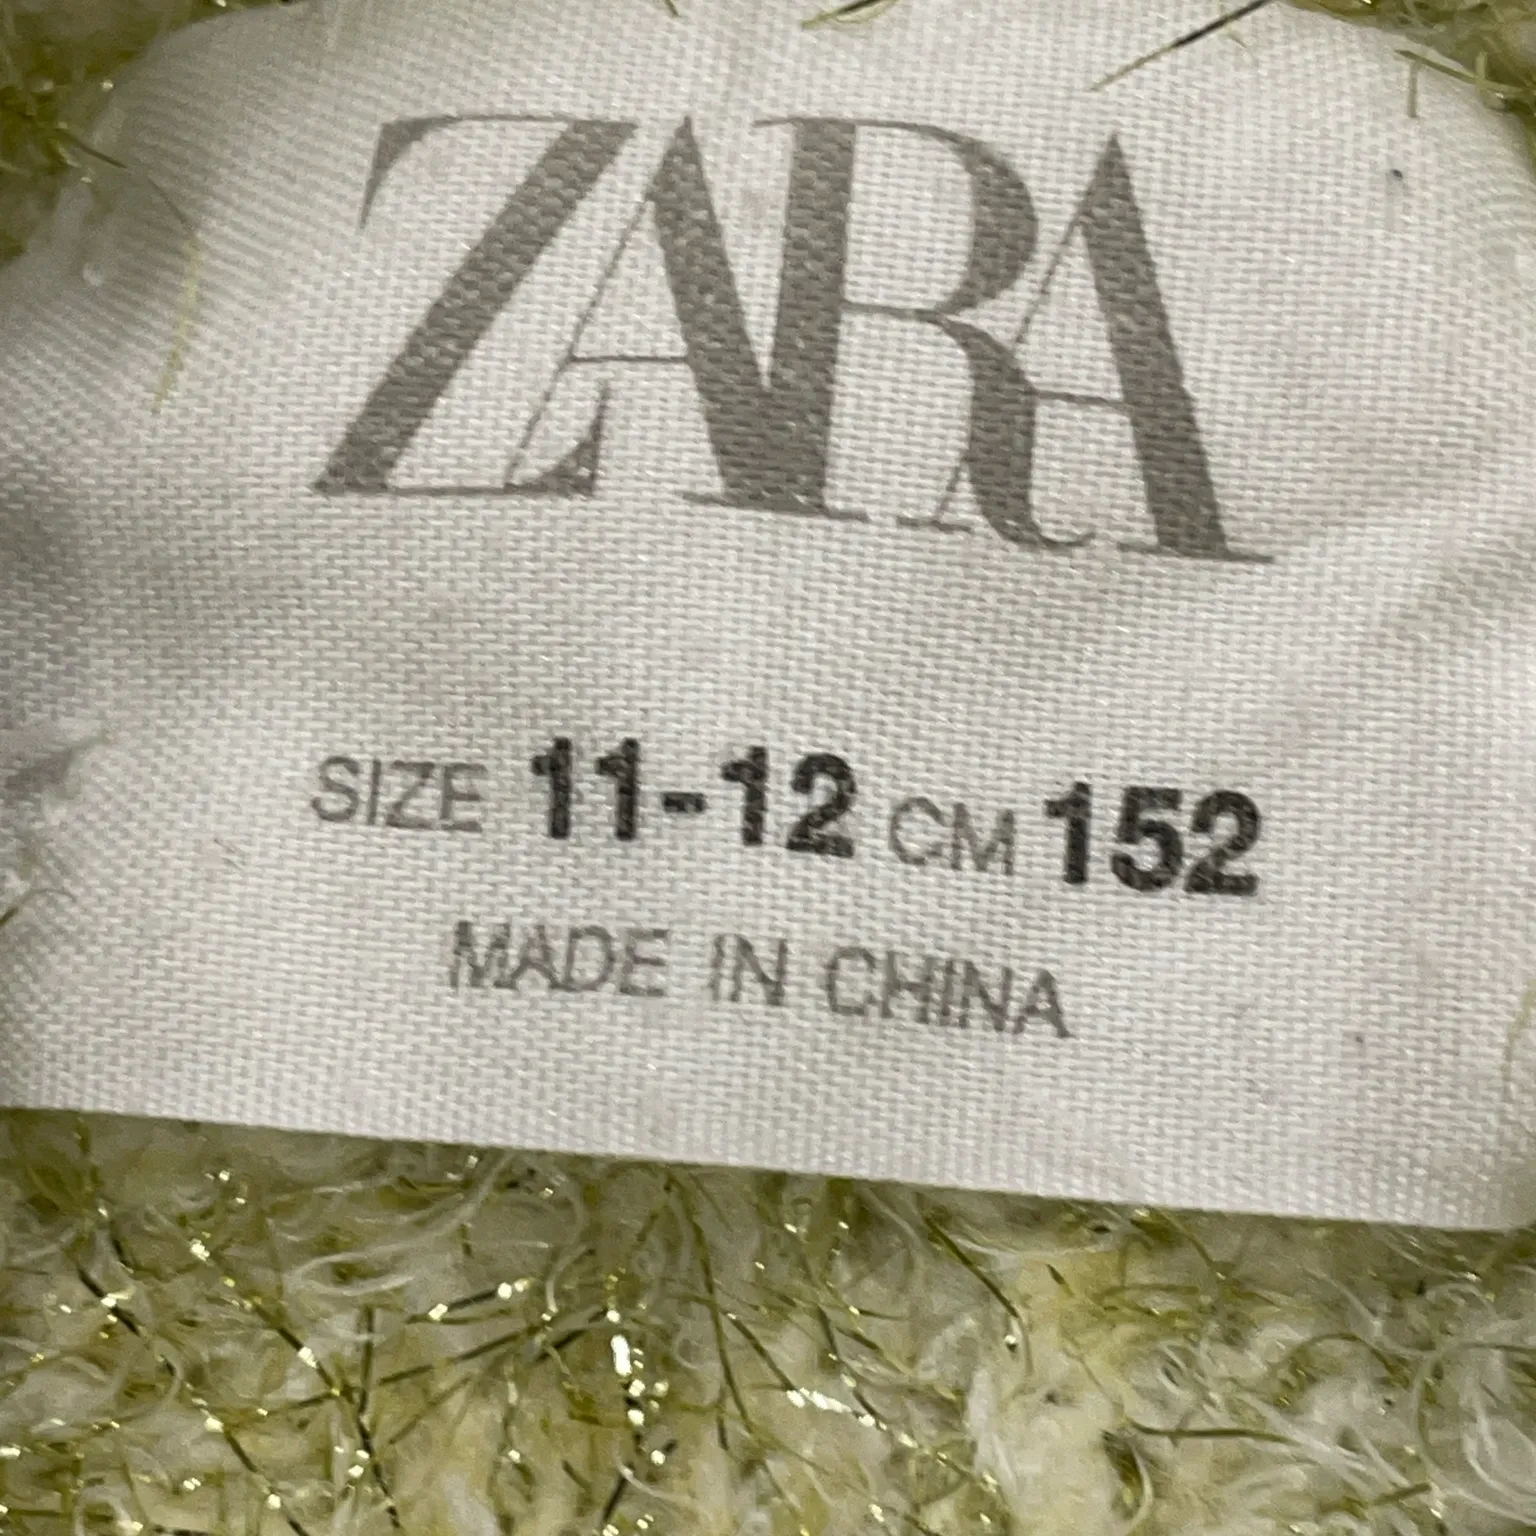 ZARA
SIZE 11-12 CM 152
MADE IN CHINA